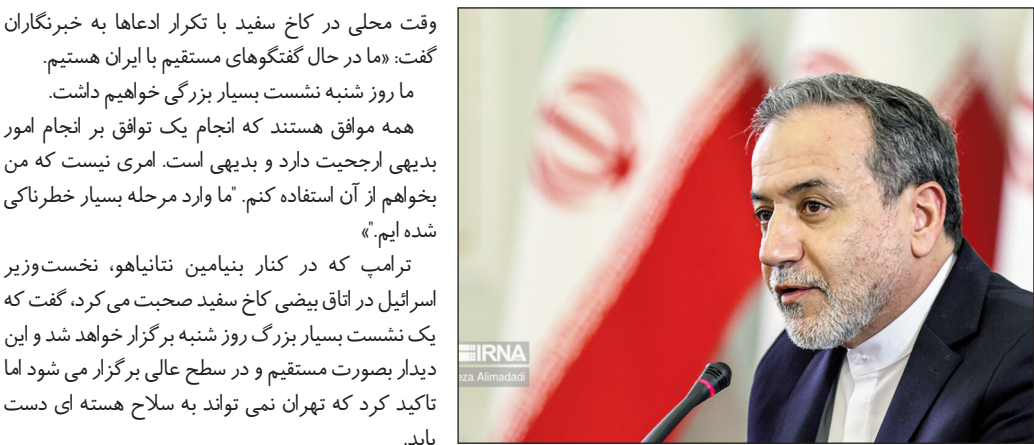 وقت محلی در کاخ سفید با تکرار ادعاها به خبرنگاران
گفت: «ما در حال گفتگوهای مستقیم با ایران هستیم.
ما روز شنبه نشست بسیار بزرگی خواهیم داشت.
همه موافق هستند که انجام یک توافق بر انجام امور
بدیهی ارجحیت دارد و بدیهی است. امری نیست که من
بخواهم از آن استفاده کنم. "ما وارد مرحله بسیار خطرناکی
شده ایم."»
ترامپ که در کنار بنیامین نتانیاهو، نخست‌وزیر
اسرائیل در اتاق بیضی کاخ سفید صحبت می کرد، گفت که
یک نشست بسیار بزرگ روز شنبه برگزار خواهد شد و این
دیدار بصورت مستقیم و در سطح عالی برگزار می شود اما
تاکید کرد که تهران نمی تواند به سلاح هسته ای دست
یابد.
IRNA
eza Alimadadi